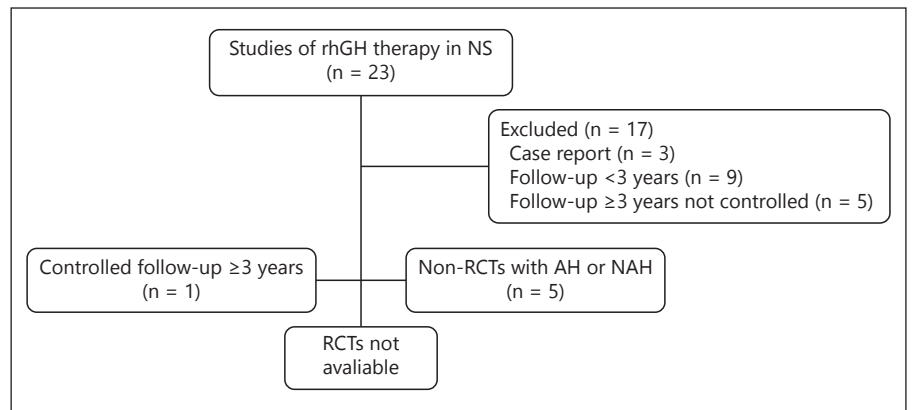 Studies of rhGH therapy in NS
(n = 23)
Excluded (n = 17)
Case report (n = 3)
Follow-up <3 years (n = 9)
Follow-up ≥3 years not controlled (n = 5)
Controlled follow-up ≥3 years
(n = 1)
Non-RCTs with AH or NAH
(n = 5)
RCTs not
avaliable